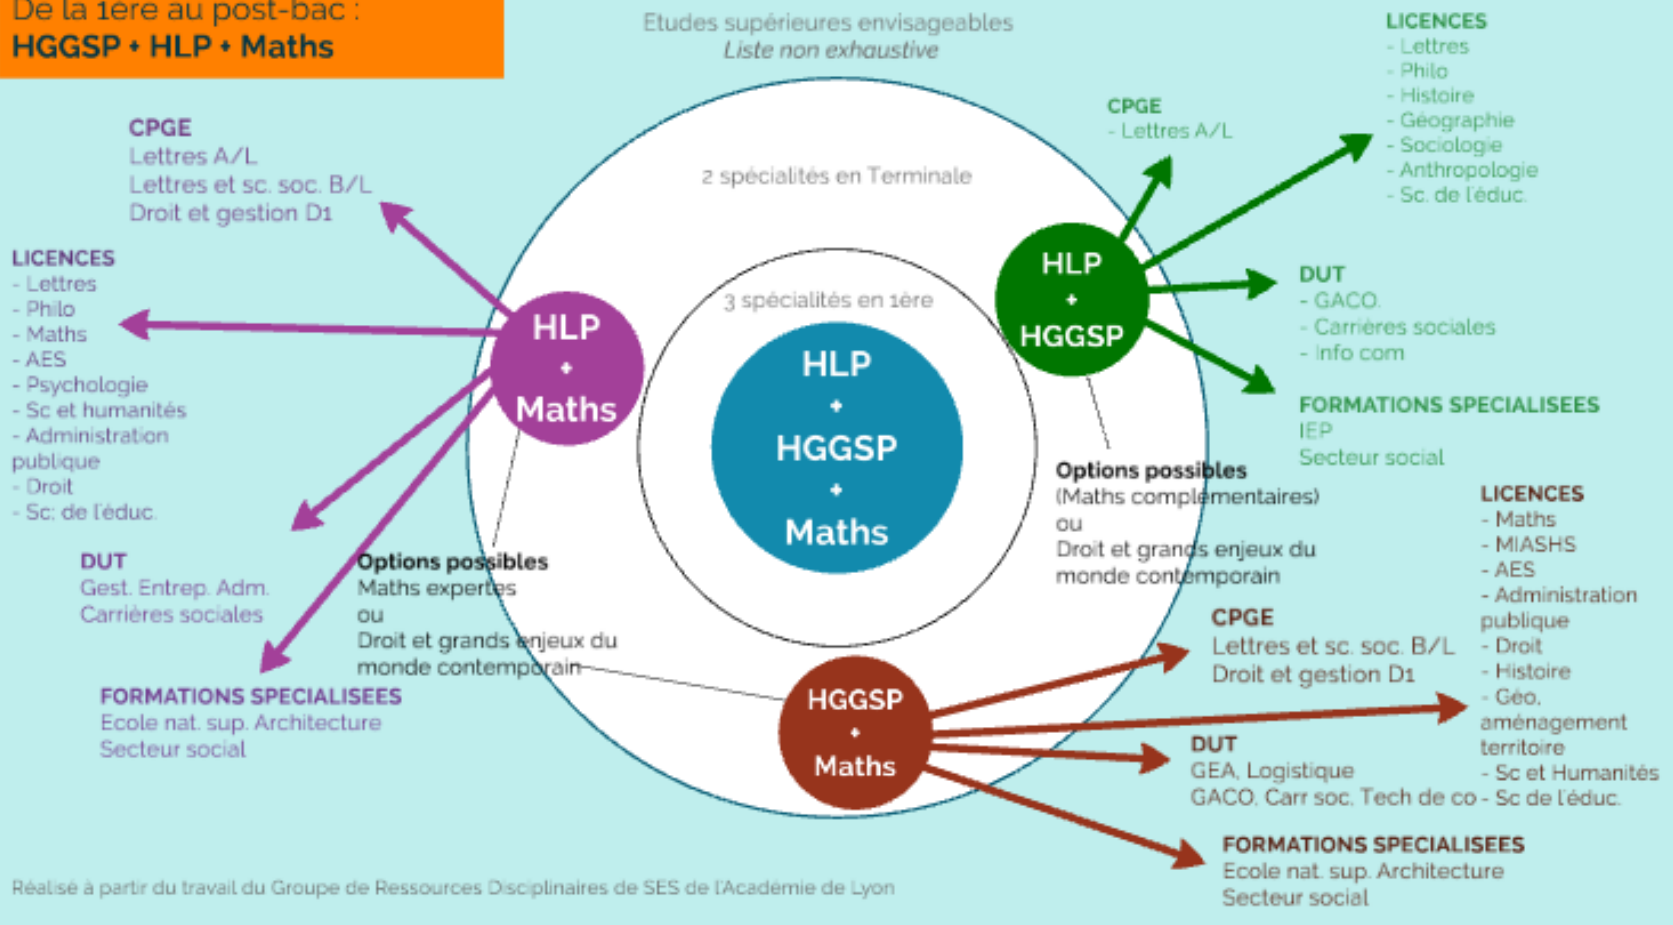 De la 1ère au post-bac :
HGGSP + HLP + Maths
Etudes supérieures envisageables
Liste non exhaustive
2 spécialités en Terminale
3 spécialités en 1ère
HLP
+
HGGSP
+
Maths
CPGE
Lettres A/L
Lettres et sc. soc. B/L
Droit et gestion D1
LICENCES
- Lettres
- Philo
- Maths
- AES
- Psychologie
- Sc et humanités
- Administration
publique
- Droit
- Sc; de l'éduc.
HLP
+
Maths
DUT
Gest. Entrep. Adm.
Carrières sociales
FORMATIONS SPECIALISEES
Ecole nat. sup. Architecture
Secteur social
Options possibles
Maths expertes
ou
Droit et grands enjeux du
monde contemporain
HLP
+
HGGSP
CPGE
- Lettres A/L
LICENCES
- Lettres
- Philo
- Histoire
- Géographie
- Sociologie
- Anthropologie
- Sc. de l'éduc.
DUT
- GACO.
- Carrières sociales
- Info com
FORMATIONS SPECIALISEES
IEP
Secteur social
Options possibles
(Maths complémentaires)
ou
Droit et grands enjeux du
monde contemporain
HGGSP
+
Maths
CPGE
Lettres et sc. soc. B/L
Droit et gestion D1
LICENCES
- Maths
- MIASHS
- AES
- Administration
publique
- Droit
- Histoire
- Géo,
aménagement
territoire
- Sc et Humanités
- Sc de l'éduc.
DUT
GEA, Logistique
GACO, Carr soc. Tech de co
FORMATIONS SPECIALISEES
Ecole nat. sup. Architecture
Secteur social
Réalisé à partir du travail du Groupe de Ressources Disciplinaires de SES de l'Académie de Lyon